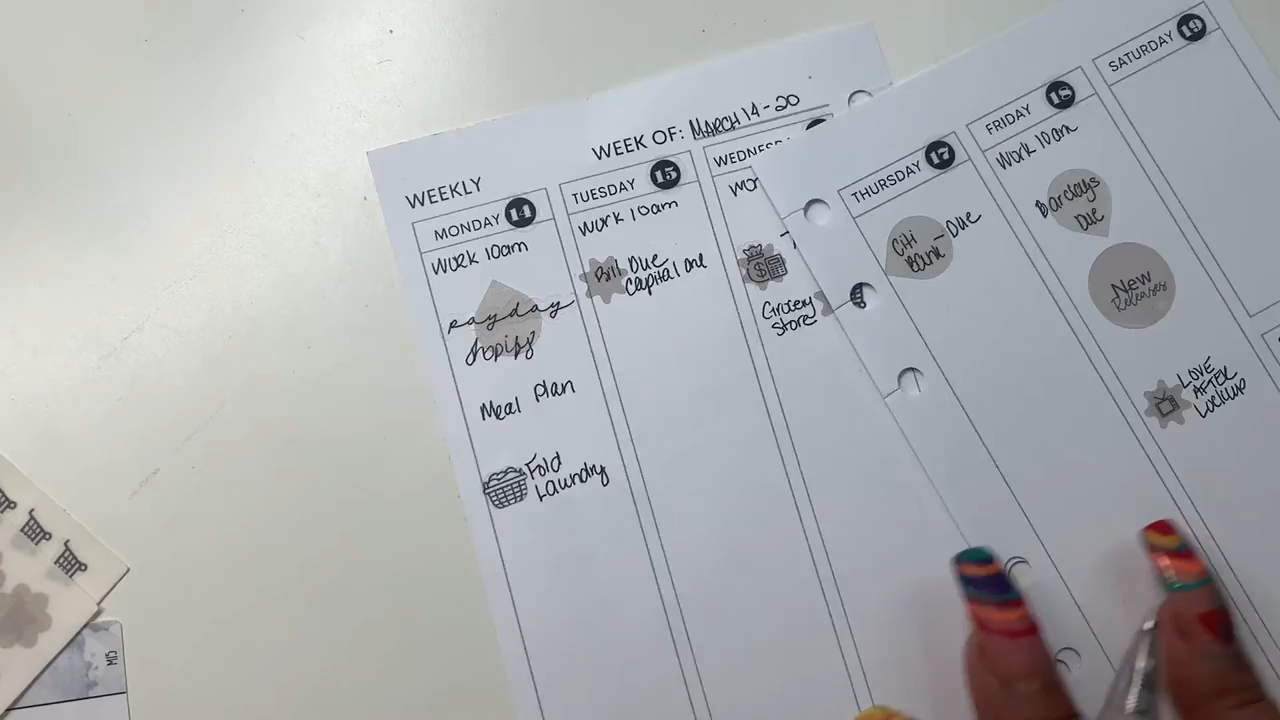 WEEKLY
WEEK OF: MARCH 14-20
MONDAY 14
Work 10am
payday
shopify
Meal Plan
Fold
Laundry
TUESDAY 15
Work 10am
Bill Due
Capital One
WEDNES
Wo
Grocery
Store
THURSDAY 17
Citi
Bank - Due
FRIDAY 18
Work 10am
Barclays
Due
New
Releases
LOVE
AFTER
Lockup
SATURDAY 19
M15